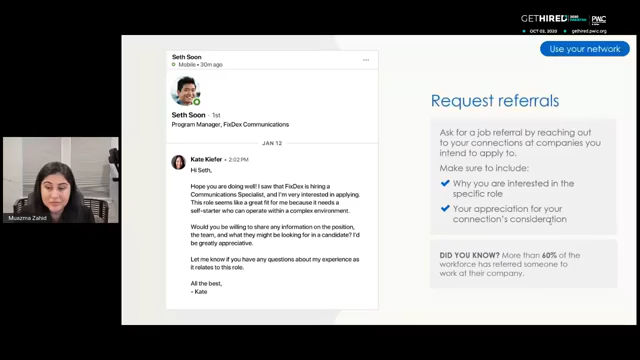 GETHIRED 2020 PAKISTAN PWIC
OCT 03, 2020 gethired.pwic.org
Use your network
Seth Soon
Mobile • 30m ago
Seth Soon · 1st
Program Manager, FixDex Communications
JAN 12
Kate Kiefer • 2:02 PM
Hi Seth,
Hope you are doing well! I saw that FixDex is hiring a
Communications Specialist, and I'm very interested in applying.
This role seems like a great fit for me because it needs a
self-starter who can operate within a complex environment.
Would you be willing to share any information on the position,
the team, and what they might be looking for in a candidate? I'd
be greatly appreciative.
Let me know if you have any questions about my experience as
it relates to this role.
All the best,
- Kate
Request referrals
Ask for a job referral by reaching out
to your connections at companies you
intend to apply to.
Make sure to include:
Why you are interested in the
specific role
Your appreciation for your
connection's consideration
DID YOU KNOW? More than 60% of the
workforce has referred someone to
work at their company.
Muazma Zahid